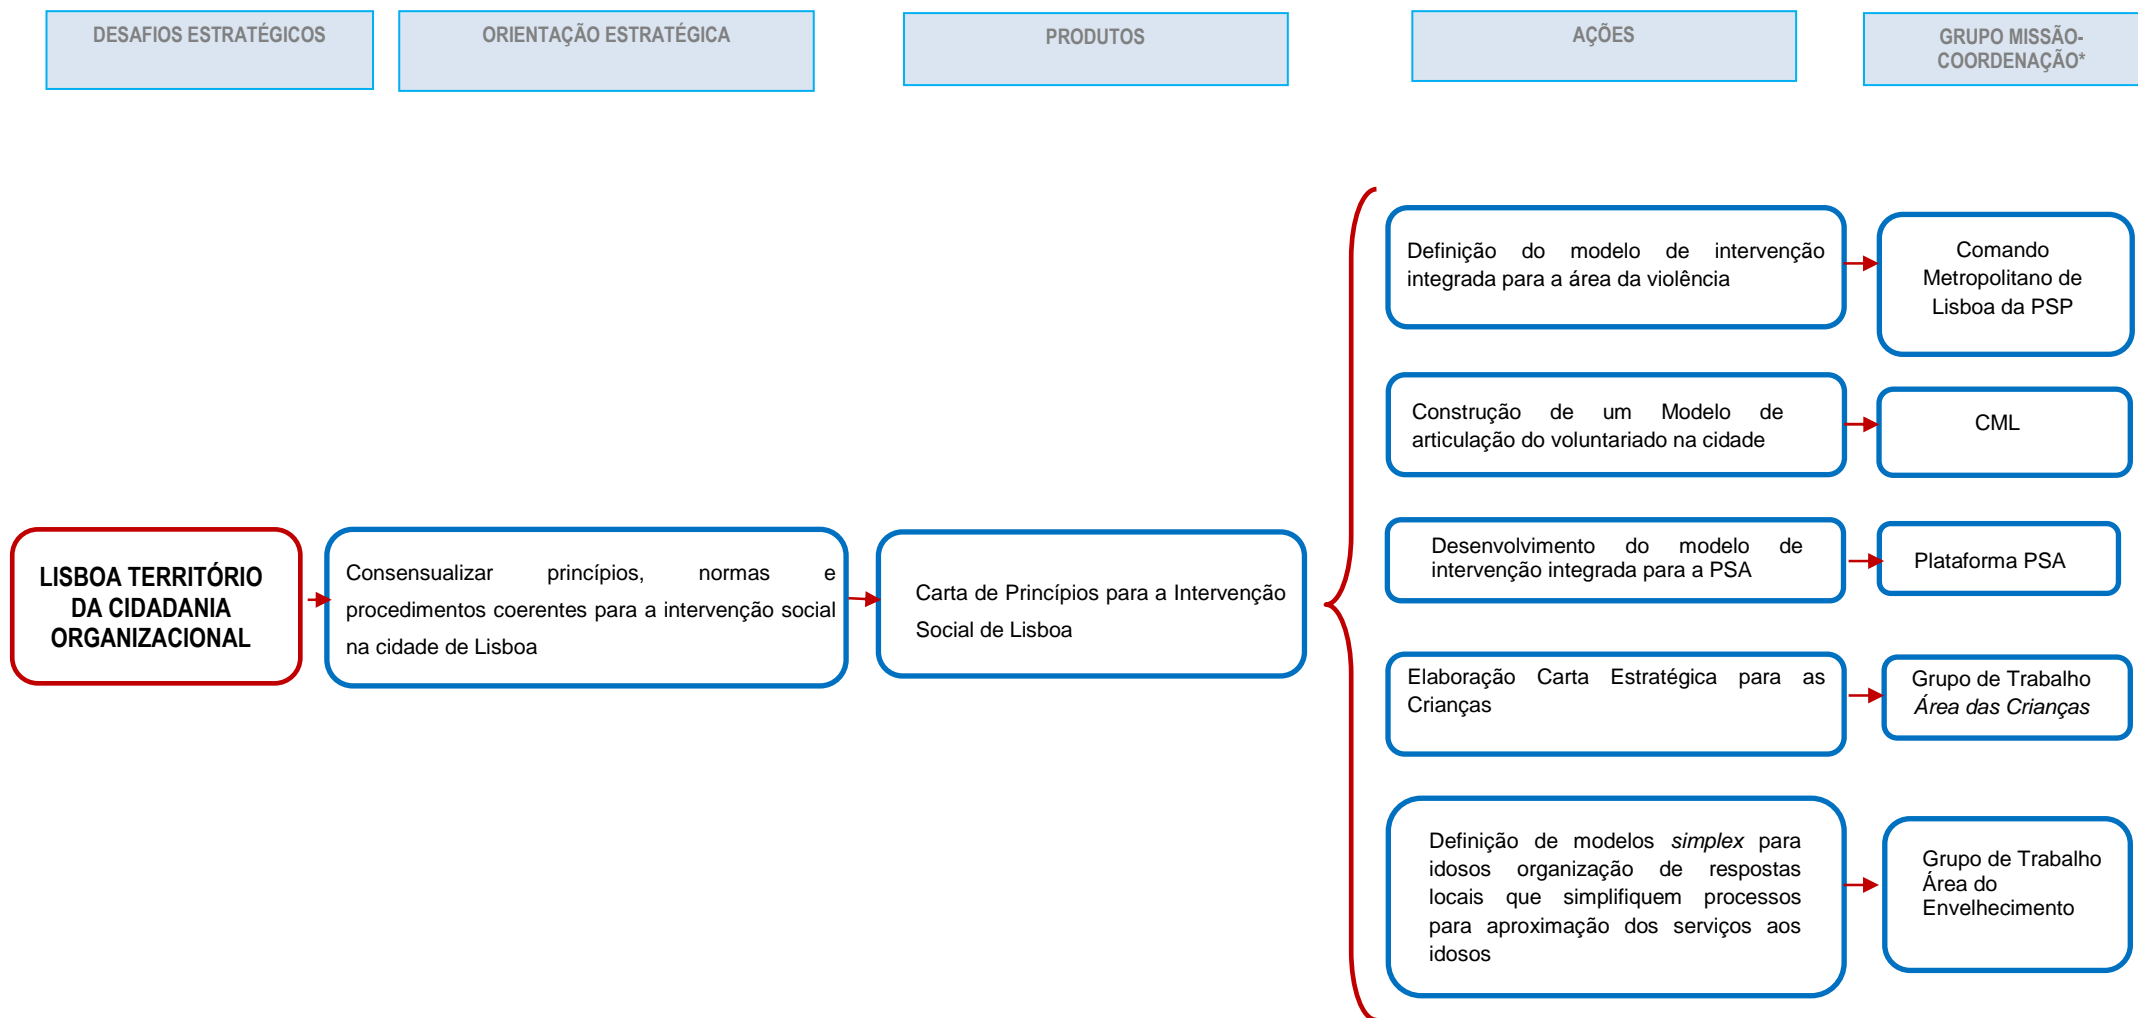 DESAFIOS ESTRATÉGICOS
ORIENTAÇÃO ESTRATÉGICA
PRODUTOS
AÇÕES
GRUPO MISSÃO-
COORDENAÇÃO*
LISBOA TERRITÓRIO
DA CIDADANIA
ORGANIZACIONAL
Consensualizar princípios, normas e
procedimentos coerentes para a intervenção social
na cidade de Lisboa
Carta de Princípios para a Intervenção
Social de Lisboa
Definição do modelo de intervenção
integrada para a área da violência
Comando
Metropolitano de
Lisboa da PSP
Construção de um Modelo de
articulação do voluntariado na cidade
CML
Desenvolvimento do modelo de
intervenção integrada para a PSA
Plataforma PSA
Elaboração Carta Estratégica para as
Crianças
Grupo de Trabalho
Área das Crianças
Definição de modelos simplex para
idosos organização de respostas
locais que simplifiquem processos
para aproximação dos serviços aos
idosos
Grupo de Trabalho
Área do
Envelhecimento